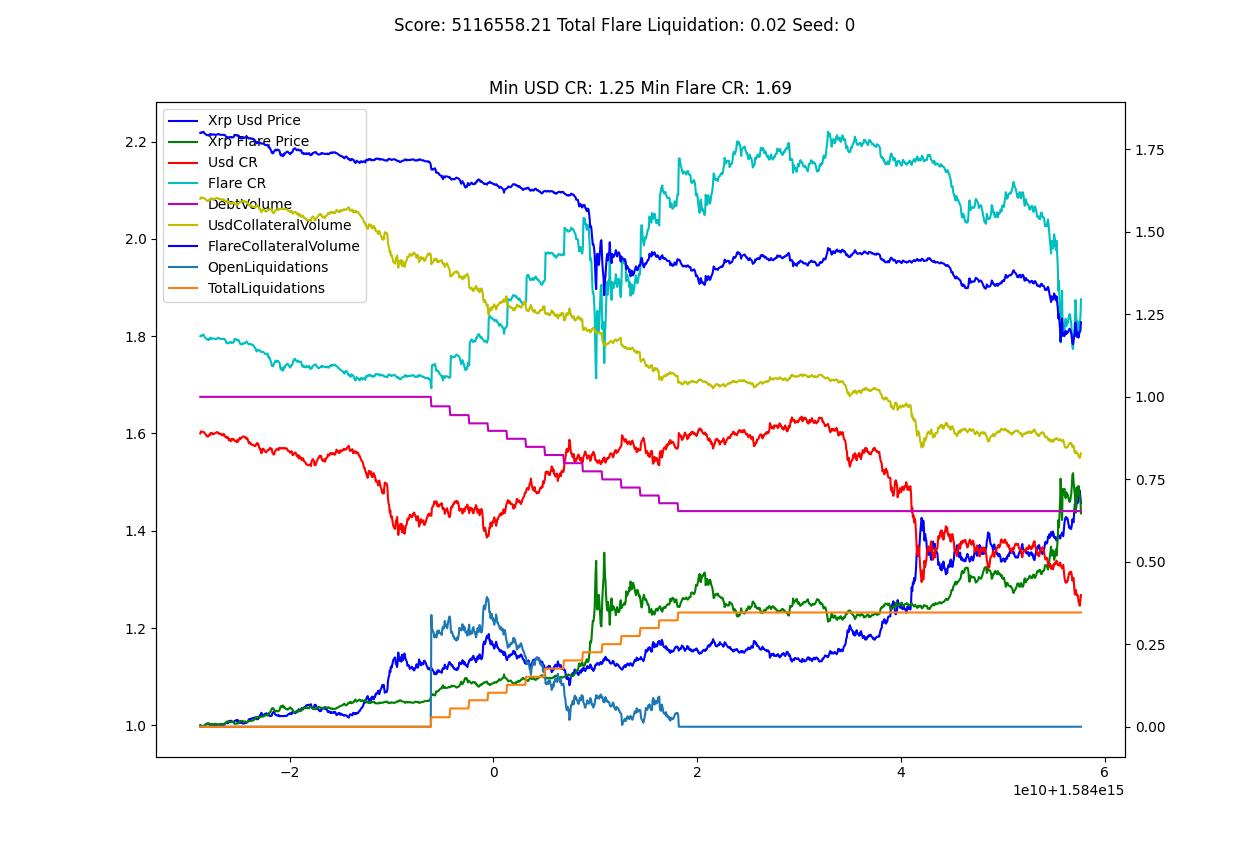 Score: 5116558.21 Total Flare Liquidation: 0.02 Seed: 0
Min USD CR: 1.25 Min Flare CR: 1.69
Xrp Usd Price
Xrp Flare Price
Usd CR
Flare CR
DebtVolume
UsdCollateralVolume
FlareCollateralVolume
OpenLiquidations
TotalLiquidations
2.2
2.0
1.8
1.6
1.4
1.2
1.0
1.75
1.50
1.25
1.00
0.75
0.50
0.25
0.00
−2 0 2 4 6
1e10+1.584e15